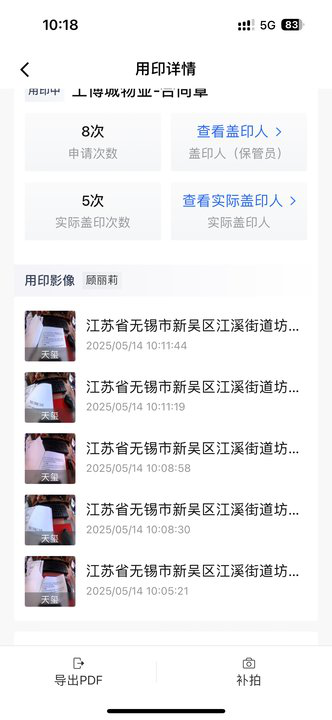 10:18
5G 83
用印详情
用印中
工博城物业-合同章
8次
申请次数
查看盖印人 >
盖印人（保管员）
5次
实际盖印次数
查看实际盖印人 >
实际盖印人
用印影像 顾丽莉
江苏省无锡市新吴区江溪街道坊...
2025/05/14 10:11:44
天玺
江苏省无锡市新吴区江溪街道坊...
2025/05/14 10:11:19
天玺
江苏省无锡市新吴区江溪街道坊...
2025/05/14 10:08:58
天玺
江苏省无锡市新吴区江溪街道坊...
2025/05/14 10:08:30
天玺
江苏省无锡市新吴区江溪街道坊...
2025/05/14 10:05:21
天玺
导出PDF
补拍